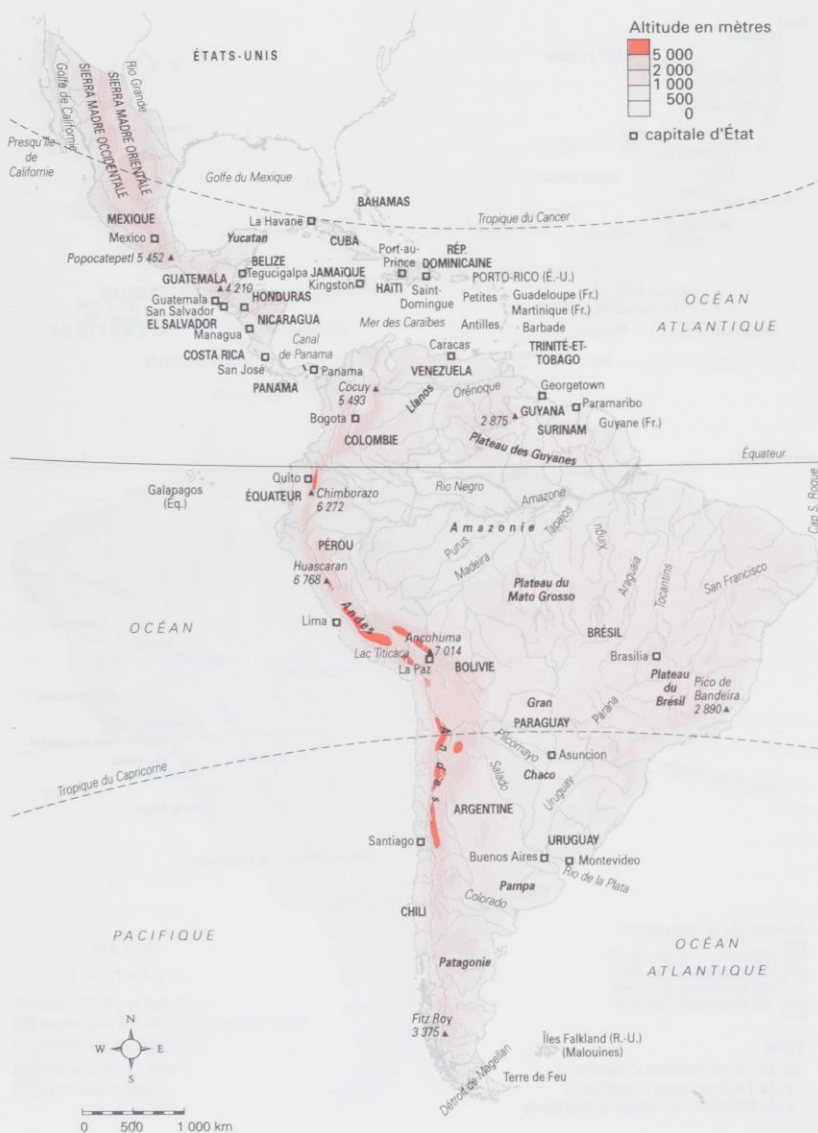 Altitude en mètres
5 000
2 000
1 000
500
0
capitale d'État
ÉTATS-UNIS
Golfe de Californie
SIERRA MADRE OCCIDENTALE
SIERRA MADRE ORIENTALE
Rio Grande
Presqu'île
de
Californie
Golfe du Mexique
BAHAMAS
Tropique du Cancer
La Havane
MEXIQUE
Mexico
Yucatan
CUBA
Popocatepetl 5 452
BELIZE
Tegucigalpa
JAMAÏQUE
Kingston
Port-au-
Prince
HAÏTI
RÉP.
DOMINICAINE
Saint-
Domingue
PORTO-RICO (É.-U.)
GUATEMALA
4 210
Guatemala
San Salvador
EL SALVADOR
HONDURAS
NICARAGUA
Managua
Petites
Antilles
Guadeloupe (Fr.)
Martinique (Fr.)
Barbade
OCÉAN
ATLANTIQUE
Mer des Caraïbes
COSTA RICA
San José
Canal
de Panama
PANAMA
Panama
Caracas
VENEZUELA
TRINITÉ-ET-
TOBAGO
Cocuy
5 493
Llanos
Orénoque
Georgetown
Paramaribo
2 875
GUYANA
SURINAM
Guyane (Fr.)
Bogota
COLOMBIE
Plateau des Guyanes
Équateur
Galapagos
(Éq.)
Quito
ÉQUATEUR
Chimborazo
6 272
Rio Negro
Amazone
Amazonie
Tapajos
Xingu
Cap S. Roque
PÉROU
Purus
Madeira
Araguaia
Tocantins
San Francisco
Huascaran
6 768
Plateau du
Mato Grosso
OCÉAN
Lima
Andes
Ancohuma
7 014
Lac Titicaca
La Paz
BOLIVIE
BRÉSIL
Brasilia
Plateau
du
Brésil
Pico de
Bandeira
2 890
Gran
PARAGUAY
Parana
Andes
Pilcomayo
Asuncion
Chaco
Tropique du Capricorne
Salado
Uruguay
ARGENTINE
Santiago
URUGUAY
Buenos Aires
Montevideo
Rio de la Plata
Pampa
Colorado
CHILI
PACIFIQUE
OCÉAN
ATLANTIQUE
Patagonie
Fitz Roy
3 375
Îles Falkland (R.-U.)
(Malouines)
Détroit de Magellan
Terre de Feu
N
W
E
S
0 500 1 000 km